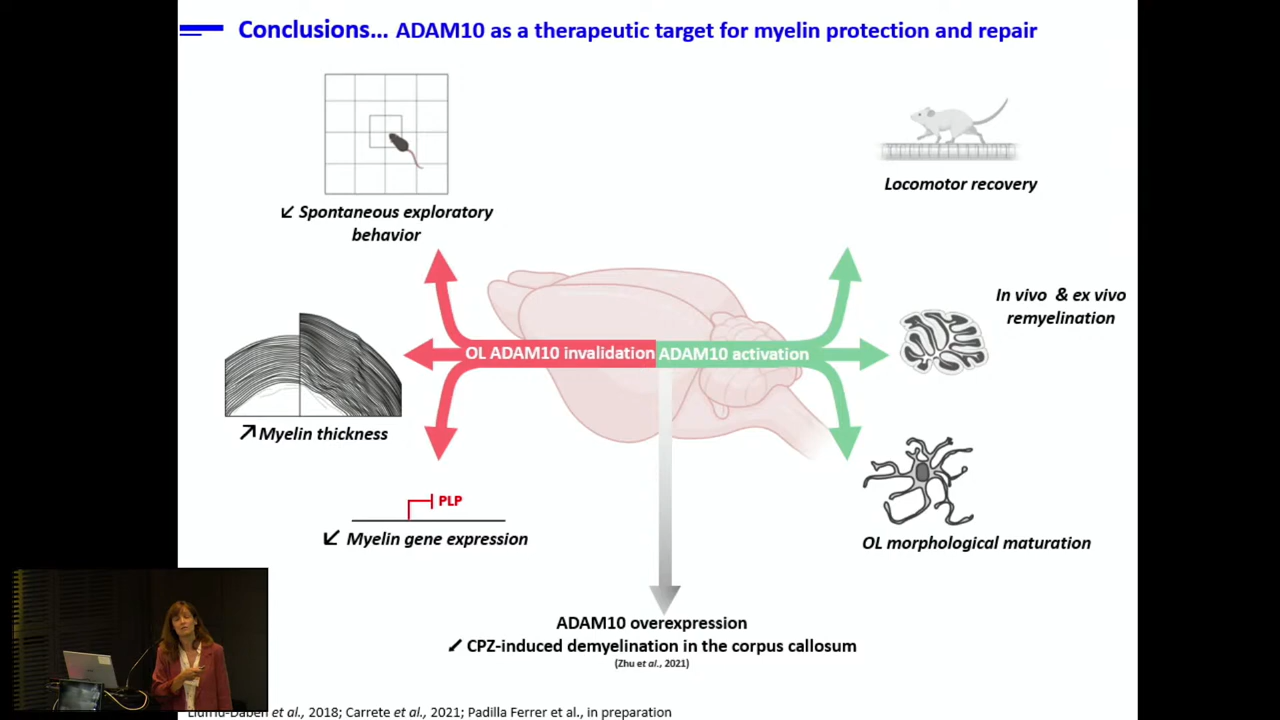 Conclusions… ADAM10 as a therapeutic target for myelin protection and repair
↙ Spontaneous exploratory
behavior
Locomotor recovery
In vivo & ex vivo
remyelination
OL ADAM10 invalidation
ADAM10 activation
↗ Myelin thickness
PLP
↙ Myelin gene expression
OL morphological maturation
ADAM10 overexpression
↙ CPZ-induced demyelination in the corpus callosum
(Zhu et al., 2021)
et al., 2018; Carrete et al., 2021; Padilla Ferrer et al., in preparation